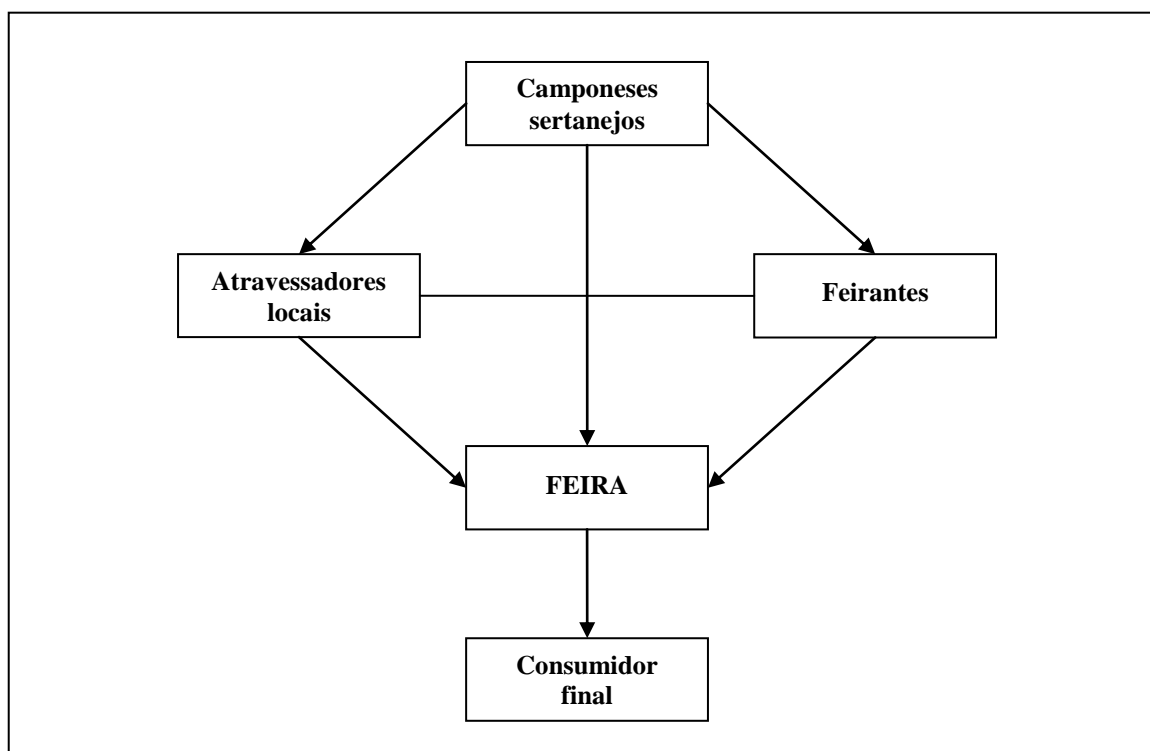 Camponeses
sertanejos
Atravessadores
locais
Feirantes
FEIRA
Consumidor
final